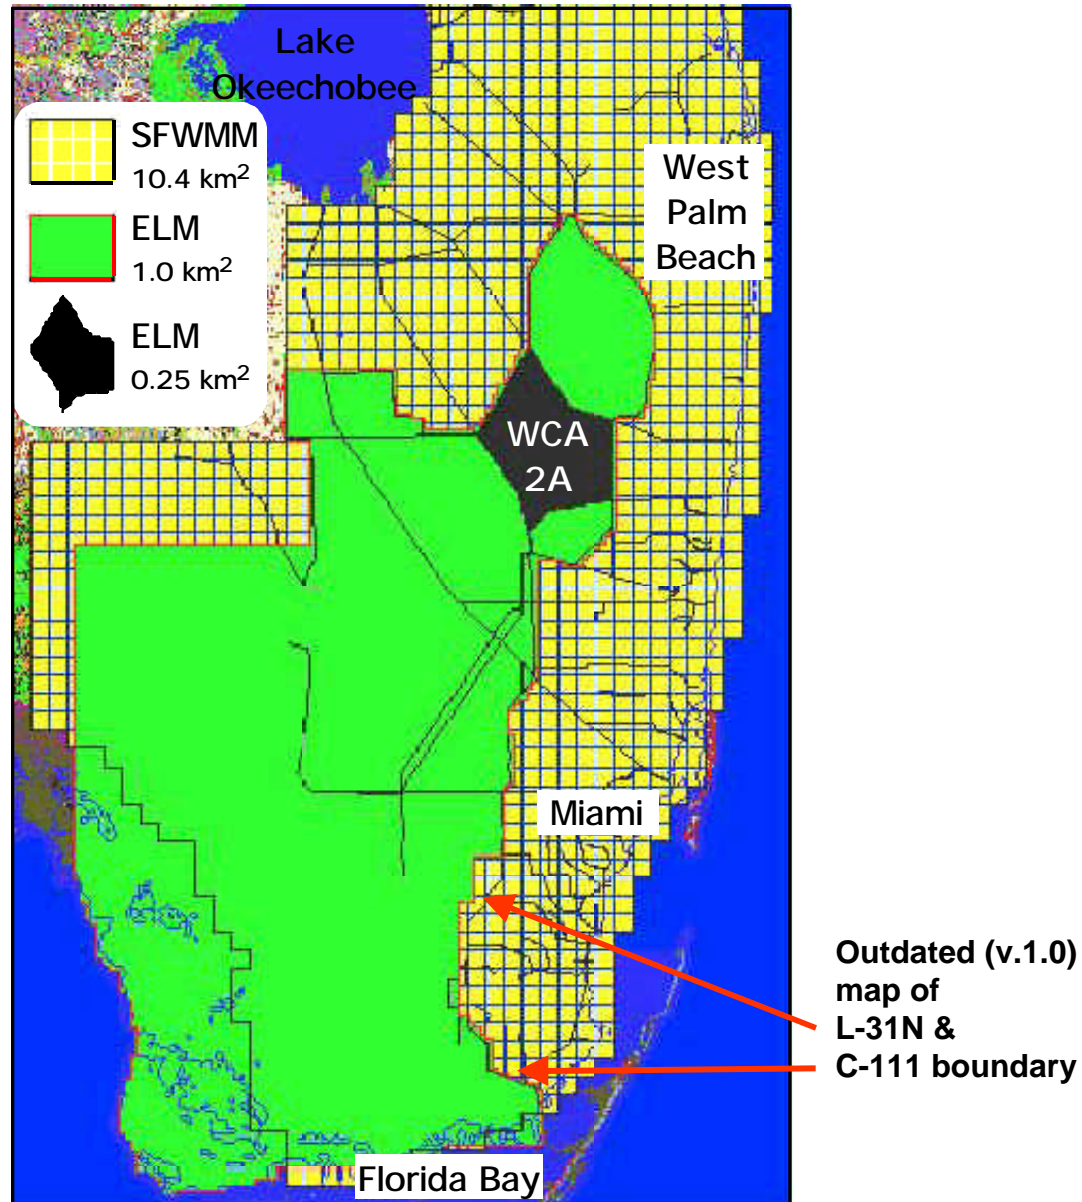 Lake
Okeechobee
SFWMM
10.4 km²
ELM
1.0 km²
ELM
0.25 km²
West
Palm
Beach
WCA
2A
Miami
Outdated (v.1.0)
map of
L-31N &
C-111 boundary
Florida Bay